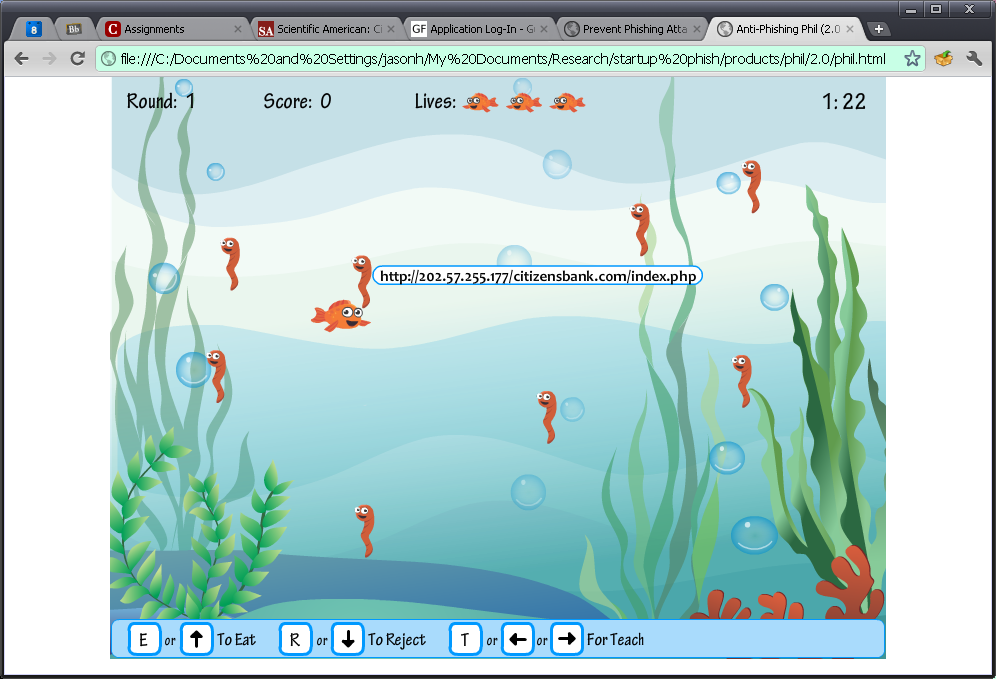 8
Bb
C Assignments
SA Scientific American: Ci
GF Application Log-In - G
Prevent Phishing Atta
Anti-Phishing Phil (2.0
file:///C:/Documents%20and%20Settings/jasonh/My%20Documents/Research/startup%20phish/products/phil/2.0/phil.html
Round: 1 Score: 0 Lives: 1:22
http://202.57.255.177/citizensbank.com/index.php
E or ↑ To Eat R or ↓ To Reject T or ← or → For Teach